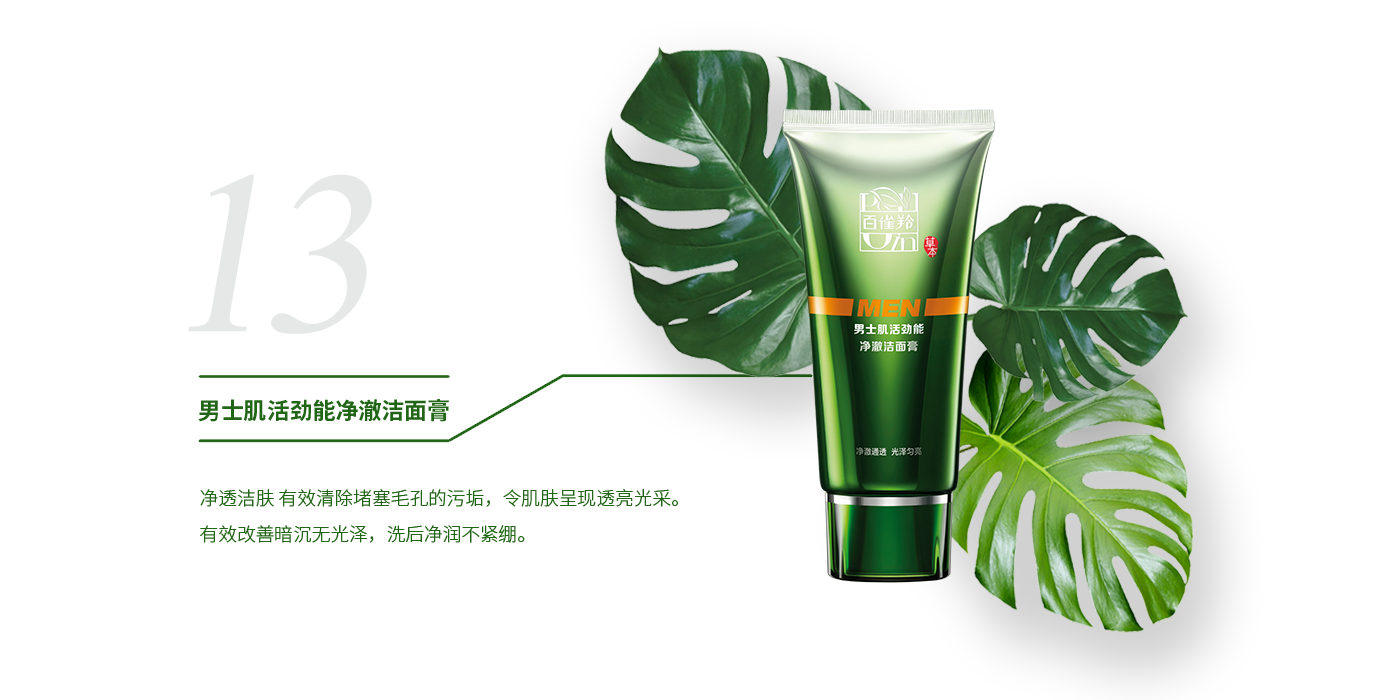 13
男士肌活劲能净澈洁面膏
净透洁肤 有效清除堵塞毛孔的污垢，令肌肤呈现透亮光采。
有效改善暗沉无光泽，洗后净润不紧绷。
百雀羚
草本
MEN
男士肌活劲能
净澈洁面膏
净澈通透 光泽匀亮